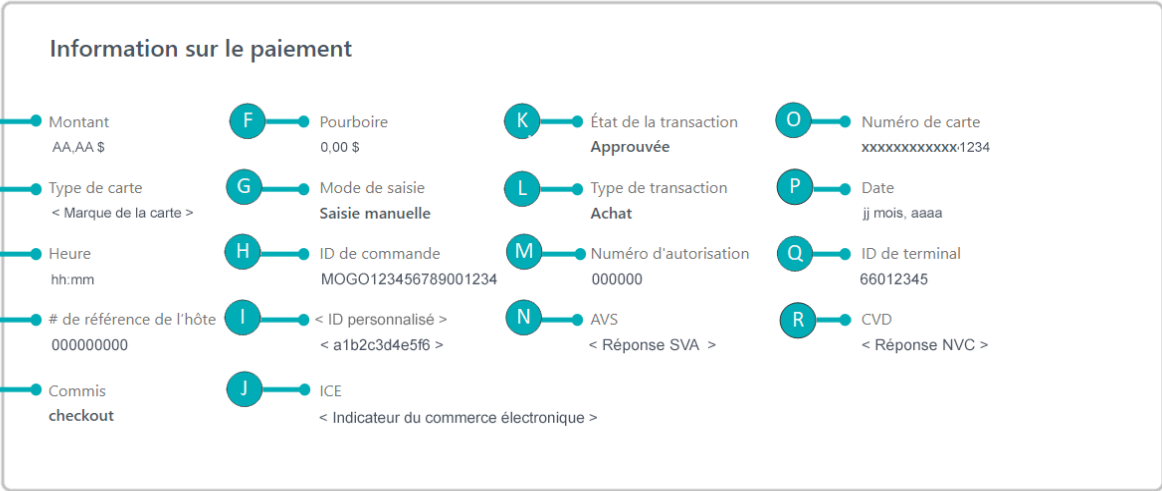 Information sur le paiement
Montant
AA,AA $
F
Pourboire
0,00 $
K
État de la transaction
Approuvée
O
Numéro de carte
xxxxxxxxxxxx1234
Type de carte
< Marque de la carte >
G
Mode de saisie
Saisie manuelle
L
Type de transaction
Achat
P
Date
jj mois, aaaa
Heure
hh:mm
H
ID de commande
MOGO123456789001234
M
Numéro d'autorisation
000000
Q
ID de terminal
66012345
# de référence de l'hôte
000000000
I
< ID personnalisé >
< a1b2c3d4e5f6 >
N
AVS
< Réponse SVA >
R
CVD
< Réponse NVC >
Commis
checkout
J
ICE
< Indicateur du commerce électronique >